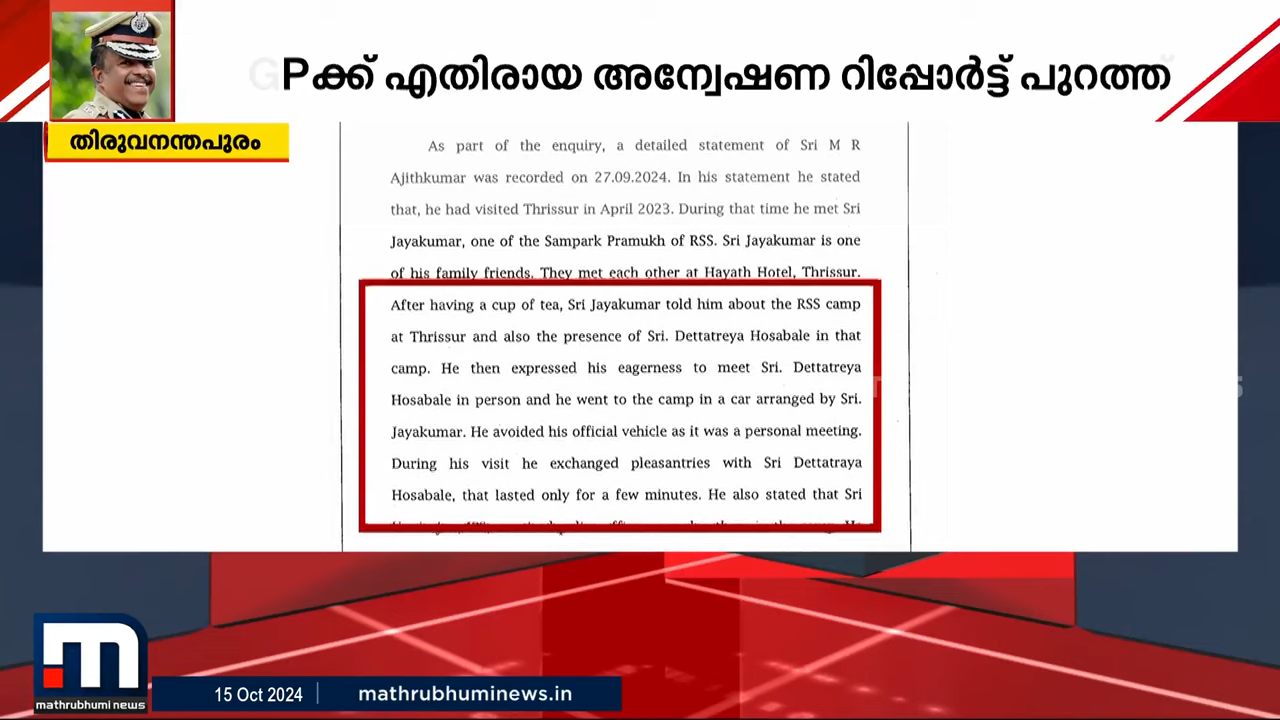 Pക്ക് എതിരായ അന്വേഷണ റിപ്പോർട്ട് പുറത്ത്
തിരുവനന്തപുരം
As part of the enquiry, a detailed statement of Sri M R
Ajithkumar was recorded on 27.09.2024. In his statement he stated
that, he had visited Thrissur in April 2023. During that time he met Sri
Jayakumar, one of the Sampark Pramukh of RSS. Sri Jayakumar is one
of his family friends. They met each other at Hayath Hotel, Thrissur.
After having a cup of tea, Sri Jayakumar told him about the RSS camp
at Thrissur and also the presence of Sri. Dettatreya Hosabale in that
camp. He then expressed his eagerness to meet Sri. Dettatreya
Hosabale in person and he went to the camp in a car arranged by Sri.
Jayakumar. He avoided his official vehicle as it was a personal meeting.
During his visit he exchanged pleasantries with Sri Dettatraya
Hosabale, that lasted only for a few minutes. He also stated that Sri
mathrubhumi news
15 Oct 2024
mathrubhuminews.in